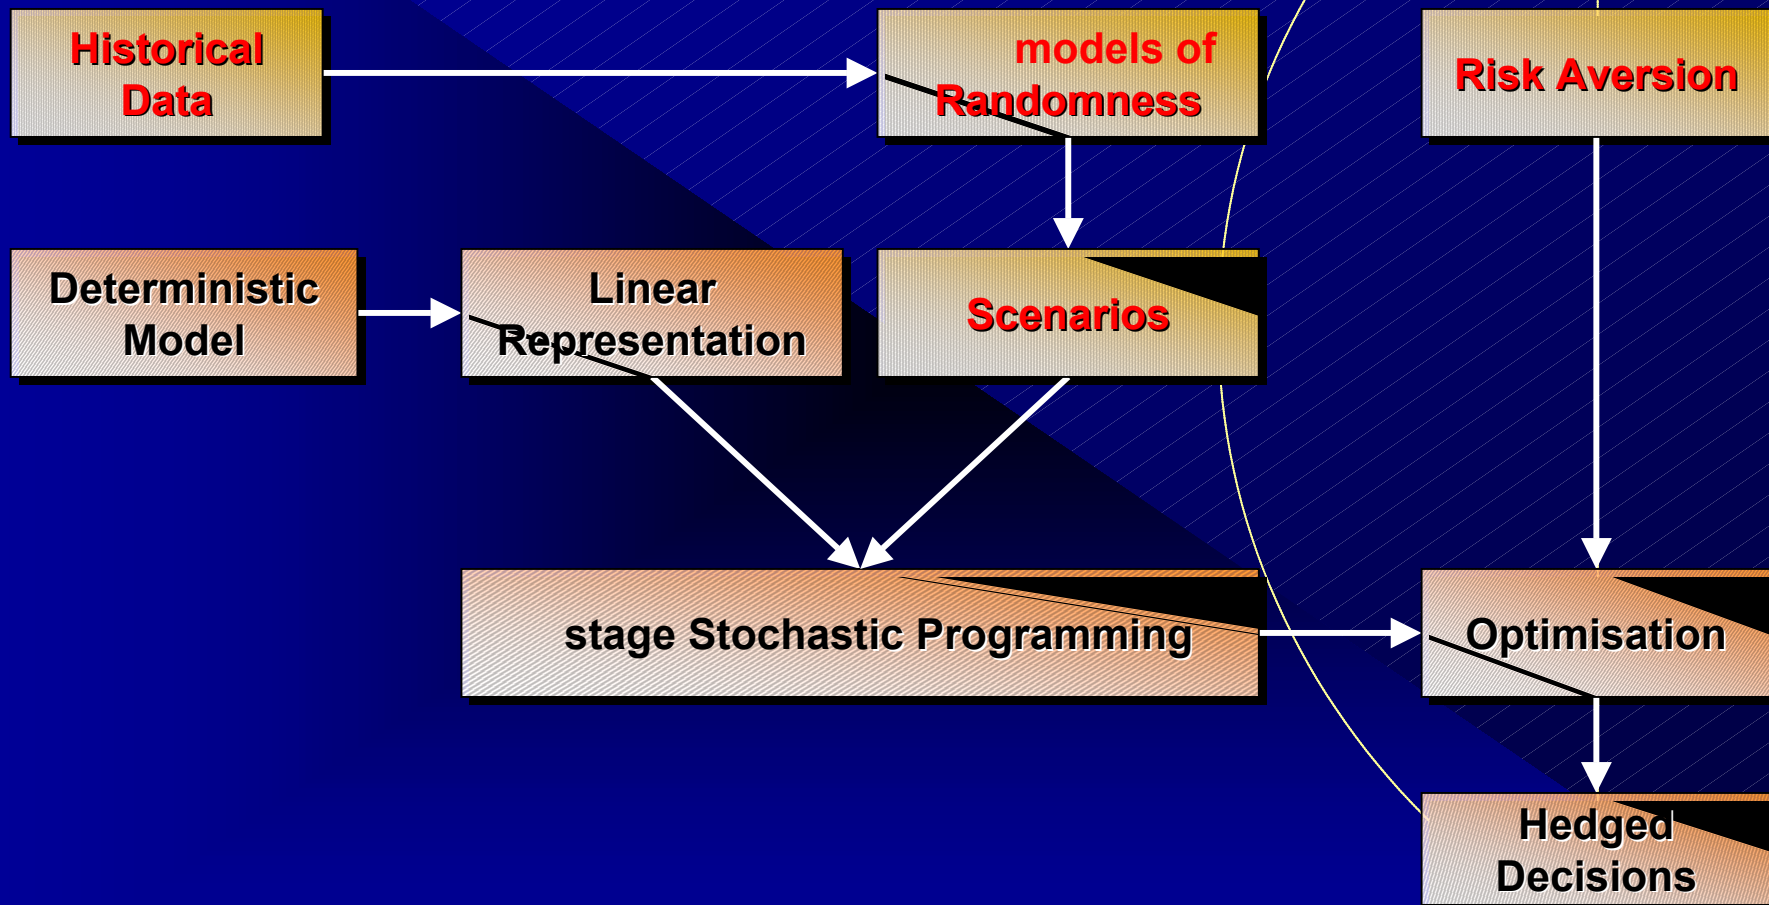 Historical
Data
models of
Randomness
Risk Aversion
Deterministic
Model
Linear
Representation
Scenarios
stage Stochastic Programming
Optimisation
Hedged
Decisions